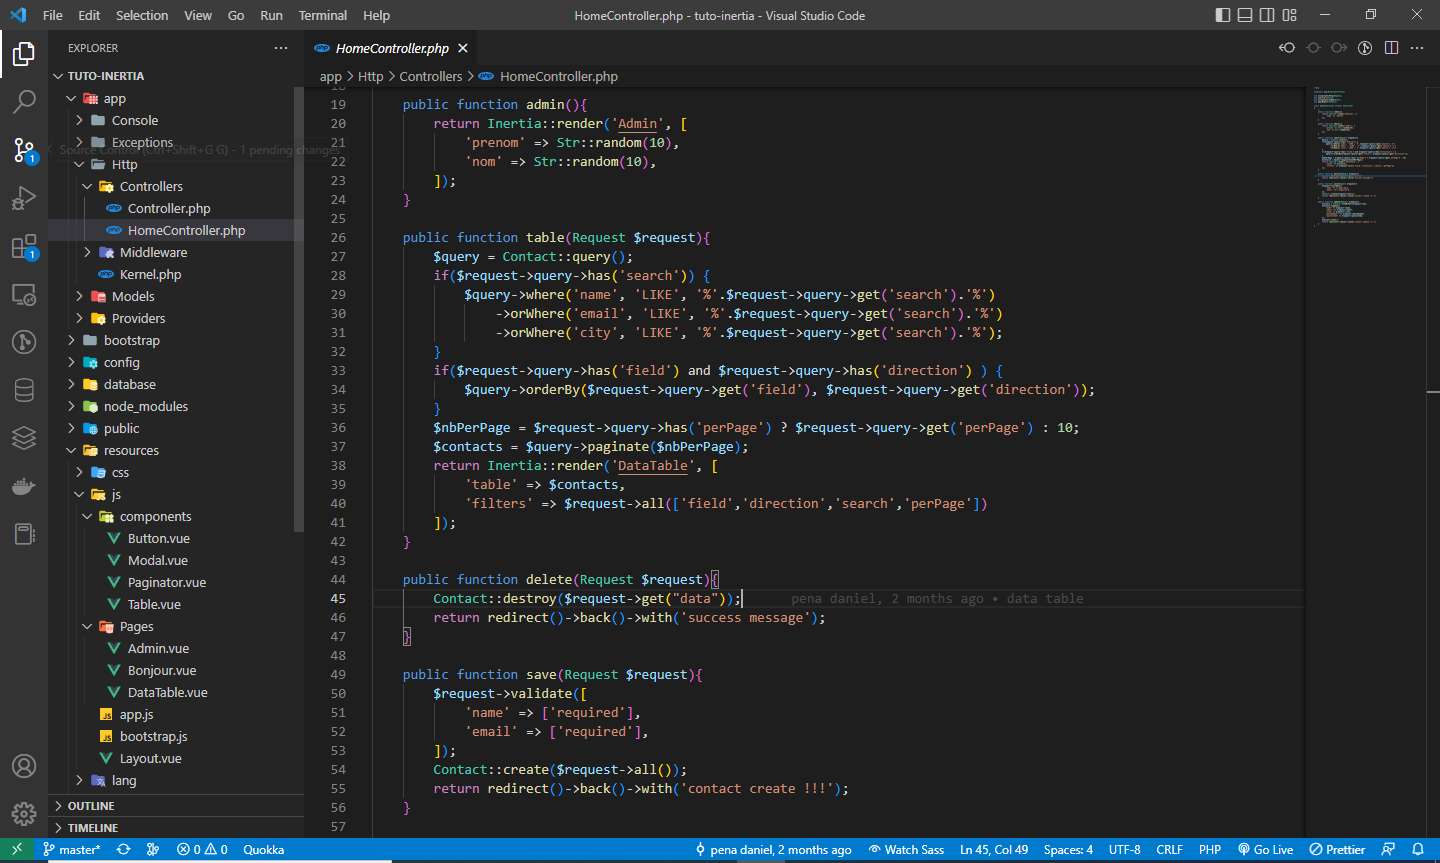 File Edit Selection View Go Run Terminal Help HomeController.php - tuto-inertia - Visual Studio Code
EXPLORER
TUTO-INERTIA
app
Console
Exceptions
Source Control (Ctrl+Shift+G G) - 1 pending changes
Http
Controllers
Controller.php
HomeController.php
Middleware
Kernel.php
Models
Providers
bootstrap
config
database
node_modules
public
resources
css
js
components
Button.vue
Modal.vue
Paginator.vue
Table.vue
Pages
Admin.vue
Bonjour.vue
DataTable.vue
app.js
bootstrap.js
Layout.vue
lang
OUTLINE
TIMELINE
1
1
HomeController.php
app > Http > Controllers > HomeController.php
18
19 public function admin(){
20 return Inertia::render('Admin', [
21 'prenom' => Str::random(10),
22 'nom' => Str::random(10),
23 ]);
24 }
25
26 public function table(Request $request){
27 $query = Contact::query();
28 if($request->query->has('search')) {
29 $query->where('name', 'LIKE', '%'.$request->query->get('search').'%')
30 ->orWhere('email', 'LIKE', '%'.$request->query->get('search').'%')
31 ->orWhere('city', 'LIKE', '%'.$request->query->get('search').'%');
32 }
33 if($request->query->has('field') and $request->query->has('direction') ) {
34 $query->orderBy($request->query->get('field'), $request->query->get('direction'));
35 }
36 $nbPerPage = $request->query->has('perPage') ? $request->query->get('perPage') : 10;
37 $contacts = $query->paginate($nbPerPage);
38 return Inertia::render('DataTable', [
39 'table' => $contacts,
40 'filters' => $request->all(['field','direction','search','perPage'])
41 ]);
42 }
43
44 public function delete(Request $request){
45 Contact::destroy($request->get("data")); pena daniel, 2 months ago • data table
46 return redirect()->back()->with('success message');
47 }
48
49 public function save(Request $request){
50 $request->validate([
51 'name' => ['required'],
52 'email' => ['required'],
53 ]);
54 Contact::create($request->all());
55 return redirect()->back()->with('contact create !!!');
56 }
57
master* 0 0 Quokka pena daniel, 2 months ago Watch Sass Ln 45, Col 49 Spaces: 4 UTF-8 CRLF PHP Go Live Prettier